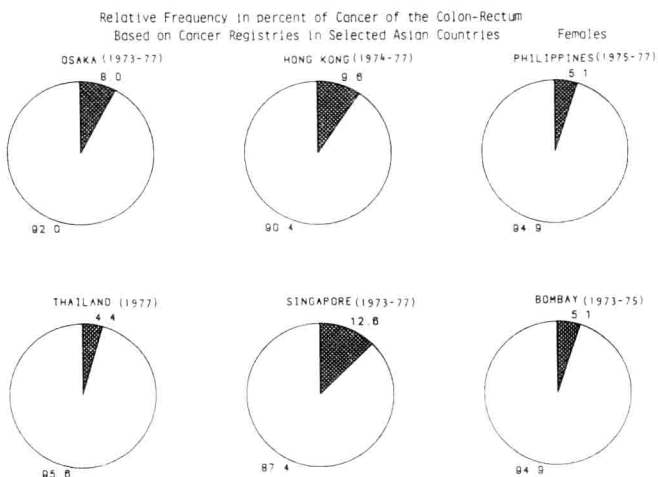 Relative Frequency in percent of Cancer of the Colon-Rectum
Based on Cancer Registries in Selected Asian Countries Females
OSAKA (1973-77)
8 0
92 0
HONG KONG (1974-77)
9 6
90 4
PHILIPPINES (1975-77)
5 1
94 9
THAILAND (1977)
4 4
95 6
SINGAPORE (1973-77)
12.6
87 4
BOMBAY (1973-75)
5 1
94 9